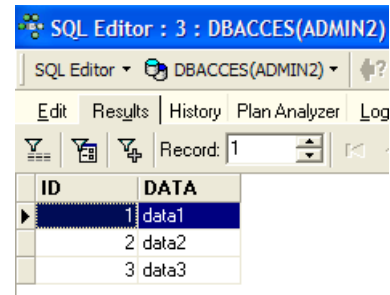 SQL Editor : 3 : DBACCES(ADMIN2)
SQL Editor DBACCES(ADMIN2) ?
Edit Results History Plan Analyzer Log
Record: 1
ID DATA
1 data1
2 data2
3 data3